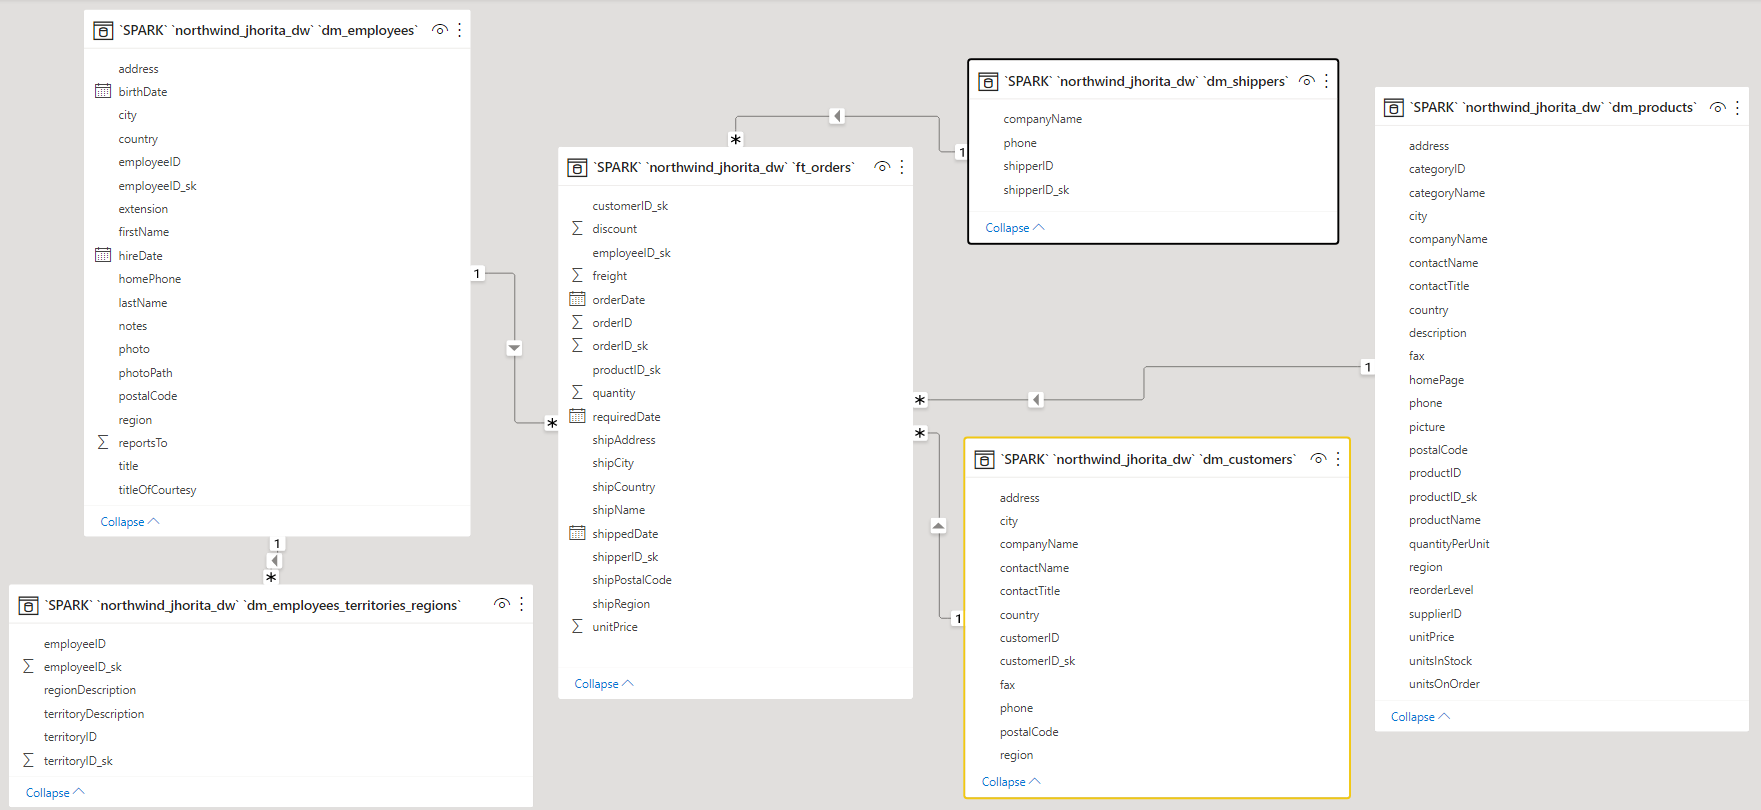 `SPARK` `northwind_jhorita_dw` `dm_employees`
address
birthDate
city
country
employeeID
employeeID_sk
extension
firstName
hireDate
homePhone
lastName
notes
photo
photoPath
postalCode
region
reportsTo
title
titleOfCourtesy
Collapse
1
*
1
*
`SPARK` `northwind_jhorita_dw` `dm_employees_territories_regions`
employeeID
employeeID_sk
regionDescription
territoryDescription
territoryID
territoryID_sk
Collapse
`SPARK` `northwind_jhorita_dw` `ft_orders`
customerID_sk
discount
employeeID_sk
freight
orderDate
orderID
orderID_sk
productID_sk
quantity
requiredDate
shipAddress
shipCity
shipCountry
shipName
shippedDate
shipperID_sk
shipPostalCode
shipRegion
unitPrice
Collapse
*
1
`SPARK` `northwind_jhorita_dw` `dm_shippers`
companyName
phone
shipperID
shipperID_sk
Collapse
*
1
*
1
`SPARK` `northwind_jhorita_dw` `dm_customers`
address
city
companyName
contactName
contactTitle
country
customerID
customerID_sk
fax
phone
postalCode
region
Collapse
`SPARK` `northwind_jhorita_dw` `dm_products`
address
categoryID
categoryName
city
companyName
contactName
contactTitle
country
description
fax
homePage
phone
picture
postalCode
productID
productID_sk
productName
quantityPerUnit
region
reorderLevel
supplierID
unitPrice
unitsInStock
unitsOnOrder
Collapse